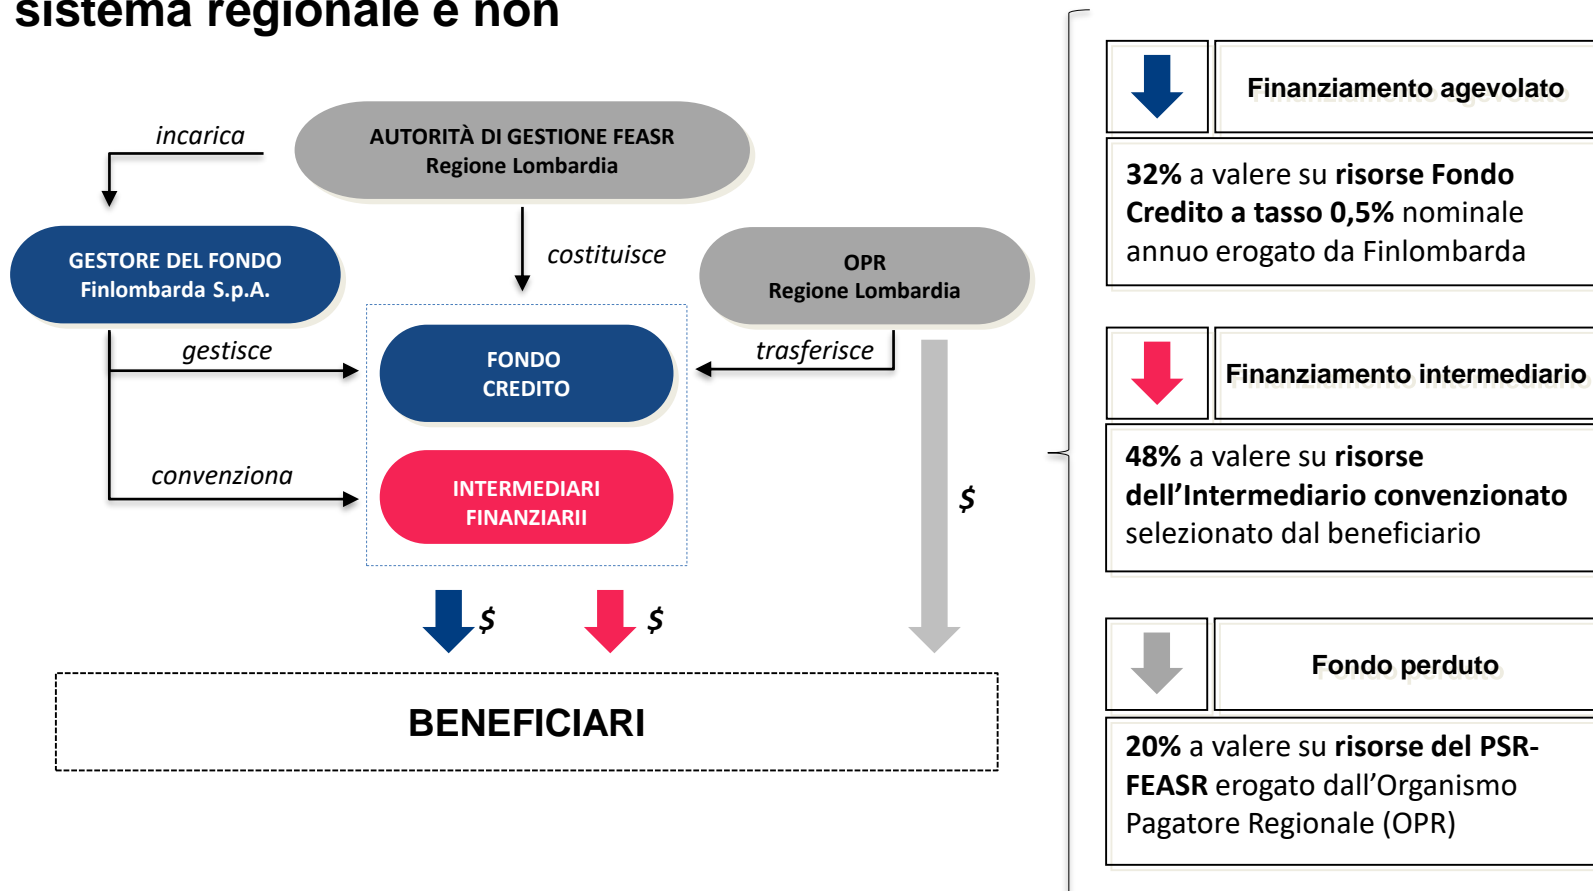 sistema regionale e non
incarica
AUTORITÀ DI GESTIONE FEASR
Regione Lombardia
GESTORE DEL FONDO
Finlombarda S.p.A.
costituisce
OPR
Regione Lombardia
gestisce
FONDO
CREDITO
trasferisce
convenziona
INTERMEDIARI
FINANZIARII
$
$
$
BENEFICIARI
Finanziamento agevolato
32% a valere su risorse Fondo
Credito a tasso 0,5% nominale
annuo erogato da Finlombarda
Finanziamento intermediario
48% a valere su risorse
dell’Intermediario convenzionato
selezionato dal beneficiario
Fondo perduto
20% a valere su risorse del PSR-
FEASR erogato dall’Organismo
Pagatore Regionale (OPR)